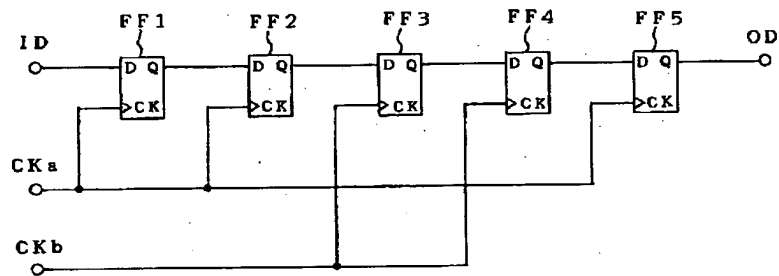 FF1 FF2 FF3 FF4 FF5
ID OD
D Q D Q D Q D Q D Q
CK CK CK CK CK
CKa
CKb